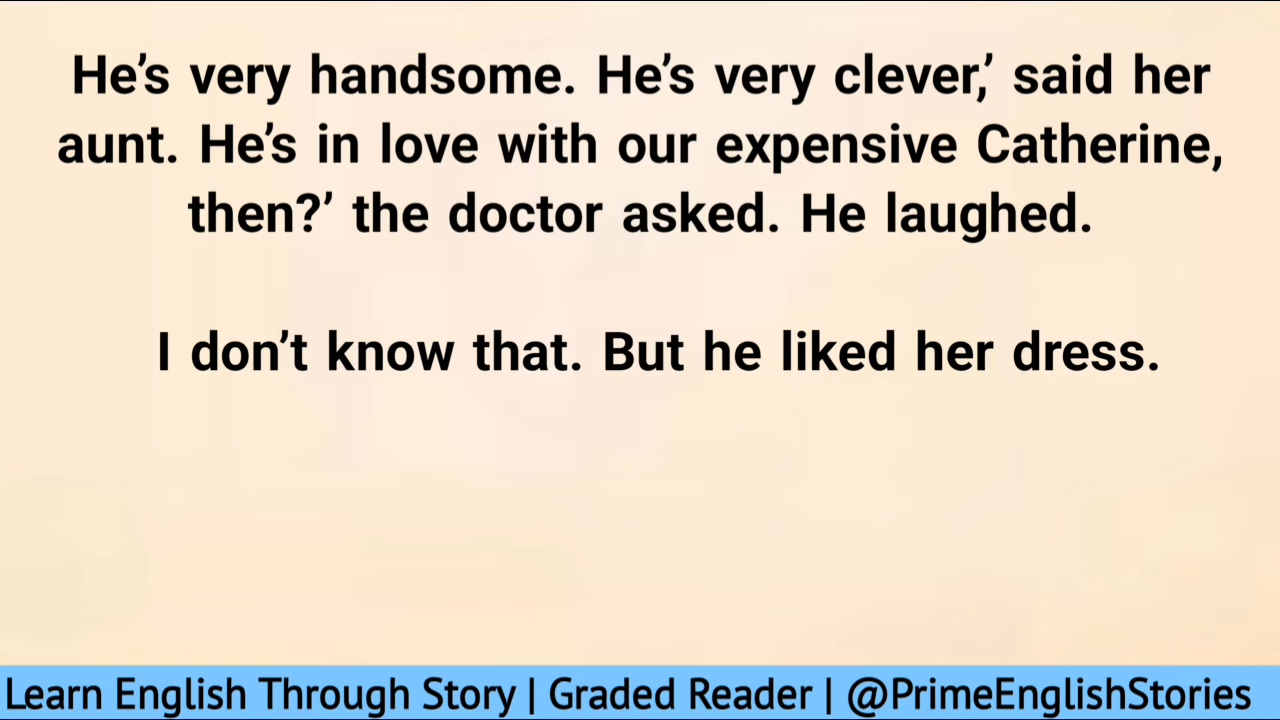 He’s very handsome. He’s very clever,’ said her
aunt. He’s in love with our expensive Catherine,
then?’ the doctor asked. He laughed.
I don’t know that. But he liked her dress.
Learn English Through Story | Graded Reader | @PrimeEnglishStories